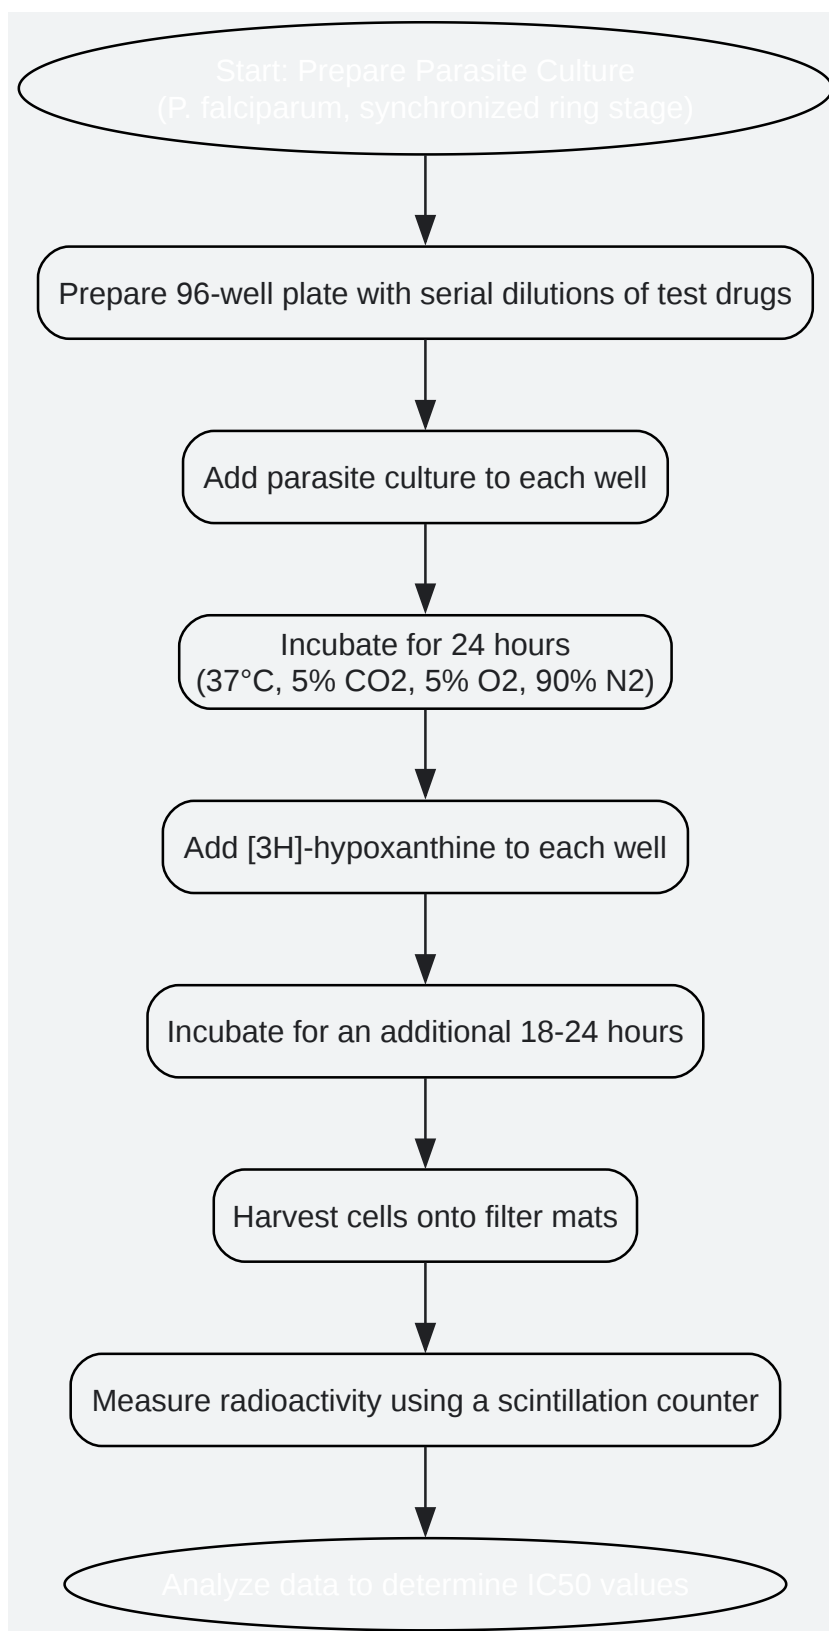 Start: Prepare Parasite Culture
(P. falciparum, synchronized ring stage)
Prepare 96-well plate with serial dilutions of test drugs
Add parasite culture to each well
Incubate for 24 hours
(37°C, 5% CO2, 5% O2, 90% N2)
Add [3H]-hypoxanthine to each well
Incubate for an additional 18-24 hours
Harvest cells onto filter mats
Measure radioactivity using a scintillation counter
Analyze data to determine IC50 values